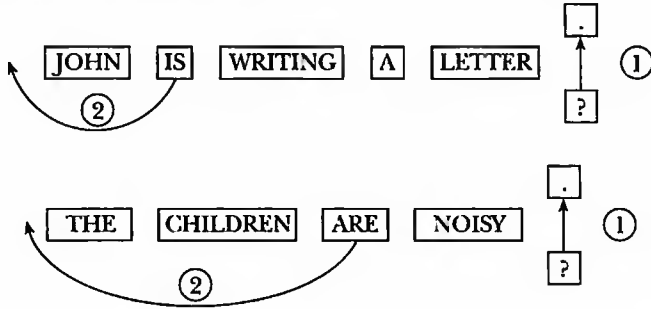 .
JOHN IS WRITING A LETTER ①
② ?
.
THE CHILDREN ARE NOISY ①
② ?